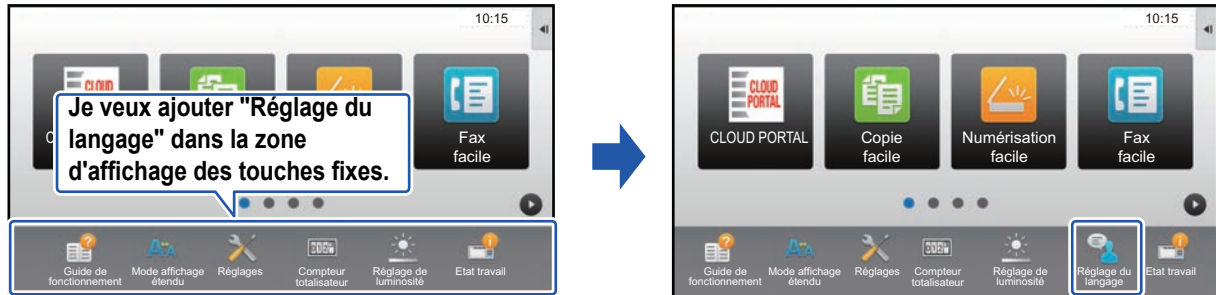 10:15
CLOUD
Je veux ajouter "Réglage du
langage" dans la zone
d'affichage des touches fixes.
Fax
facile
Guide de
fonctionnement
Mode affichage
étendu
Réglages
Compteur
totalisateur
Réglage de
luminosité
Etat travail
10:15
CLOUD
PORTAL
CLOUD PORTAL
Copie
facile
Numérisation
facile
Fax
facile
Guide de
fonctionnement
Mode affichage
étendu
Réglages
Compteur
totalisateur
Réglage de
luminosité
Réglage du
langage
Etat travail